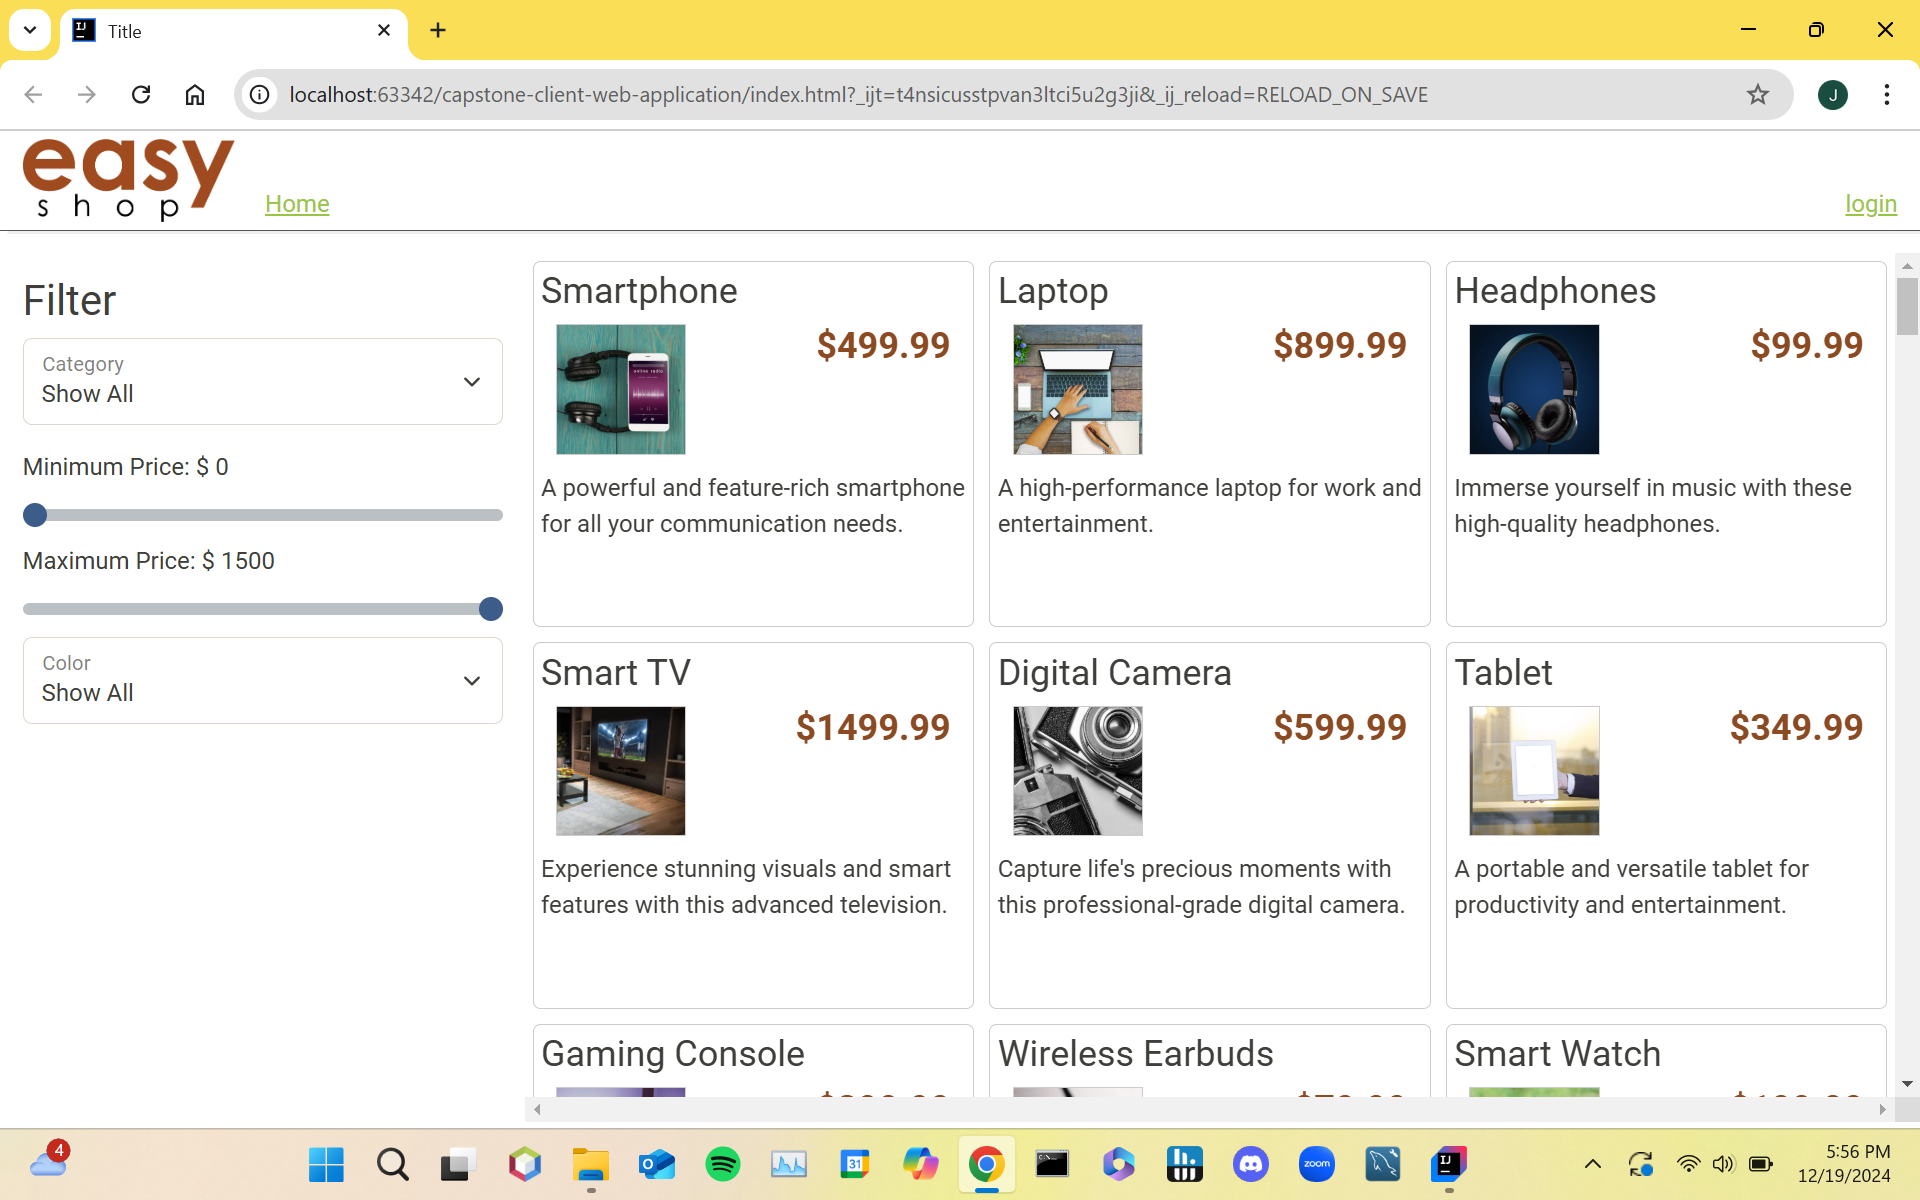 Title
localhost:63342/capstone-client-web-application/index.html?_ijt=t4nsicusstpvan3ltci5u2g3ji&_ij_reload=RELOAD_ON_SAVE
J
easy
shop
Home
login
Filter
Category
Show All
Minimum Price: $ 0
Maximum Price: $ 1500
Color
Show All
Smartphone
$499.99
A powerful and feature-rich smartphone
for all your communication needs.
Laptop
$899.99
A high-performance laptop for work and
entertainment.
Headphones
$99.99
Immerse yourself in music with these
high-quality headphones.
Smart TV
$1499.99
Experience stunning visuals and smart
features with this advanced television.
Digital Camera
$599.99
Capture life's precious moments with
this professional-grade digital camera.
Tablet
$349.99
A portable and versatile tablet for
productivity and entertainment.
Gaming Console
Wireless Earbuds
Smart Watch
4
31
zoom
IJ
5:56 PM
12/19/2024